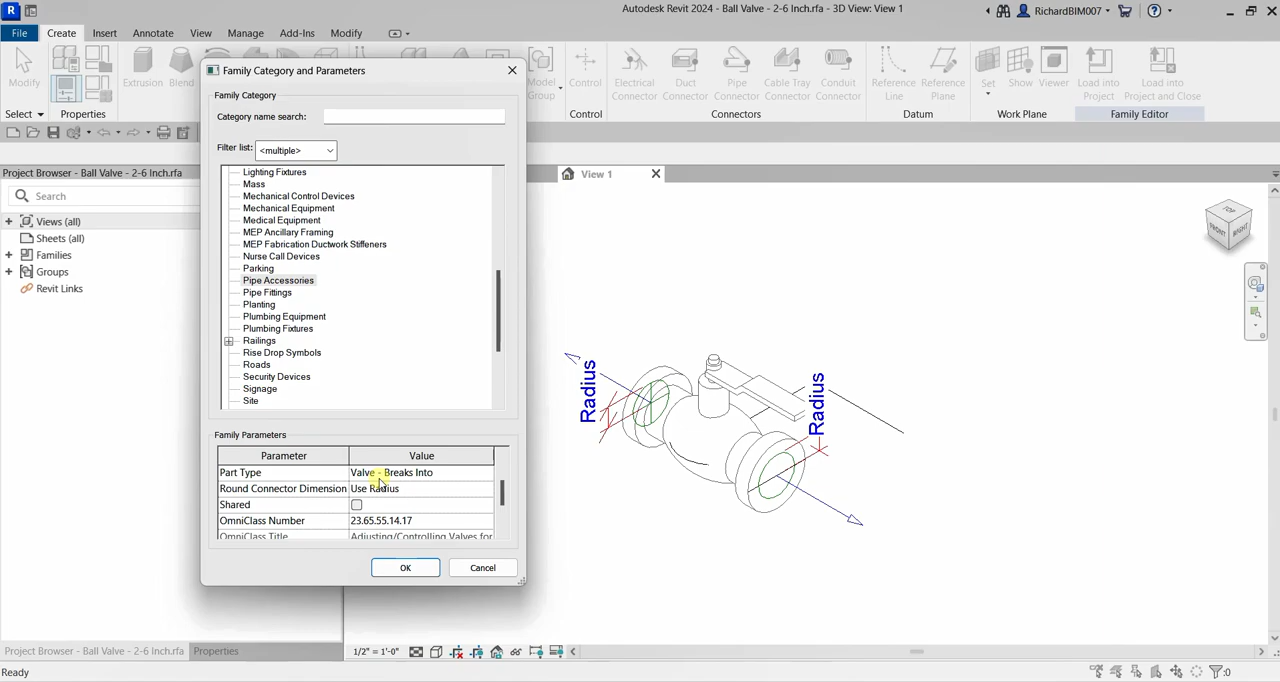 R
Autodesk Revit 2024 - Ball Valve - 2-6 Inch.rfa - 3D View: View 1
RichardBIM007
File Create Insert Annotate View Manage Add-Ins Modify
Modify
Extrusion
Blend
Model Group
Control
Electrical Connector
Duct Connector
Pipe Connector
Cable Tray Connector
Conduit Connector
Reference Line
Reference Plane
Set
Show
Viewer
Load into Project
Load into Project and Close
Select
Properties
Control
Connectors
Datum
Work Plane
Family Editor
Project Browser - Ball Valve - 2-6 Inch.rfa
Search
Views (all)
Sheets (all)
Families
Groups
Revit Links
Family Category and Parameters
Family Category
Category name search:
Filter list: <multiple>
Lighting Fixtures
Mass
Mechanical Control Devices
Mechanical Equipment
Medical Equipment
MEP Ancillary Framing
MEP Fabrication Ductwork Stiffeners
Nurse Call Devices
Parking
Pipe Accessories
Pipe Fittings
Planting
Plumbing Equipment
Plumbing Fixtures
Railings
Rise Drop Symbols
Roads
Security Devices
Signage
Site
Family Parameters
Parameter Value
Part Type Valve - Breaks Into
Round Connector Dimension Use Radius
Shared
OmniClass Number 23.65.55.14.17
OmniClass Title Adjusting/Controlling Valves for
OK Cancel
View 1
TOP
FRONT
RIGHT
Radius
Radius
Project Browser - Ball Valve - 2-6 Inch.rfa Properties
1/2" = 1'-0"
Ready
:0